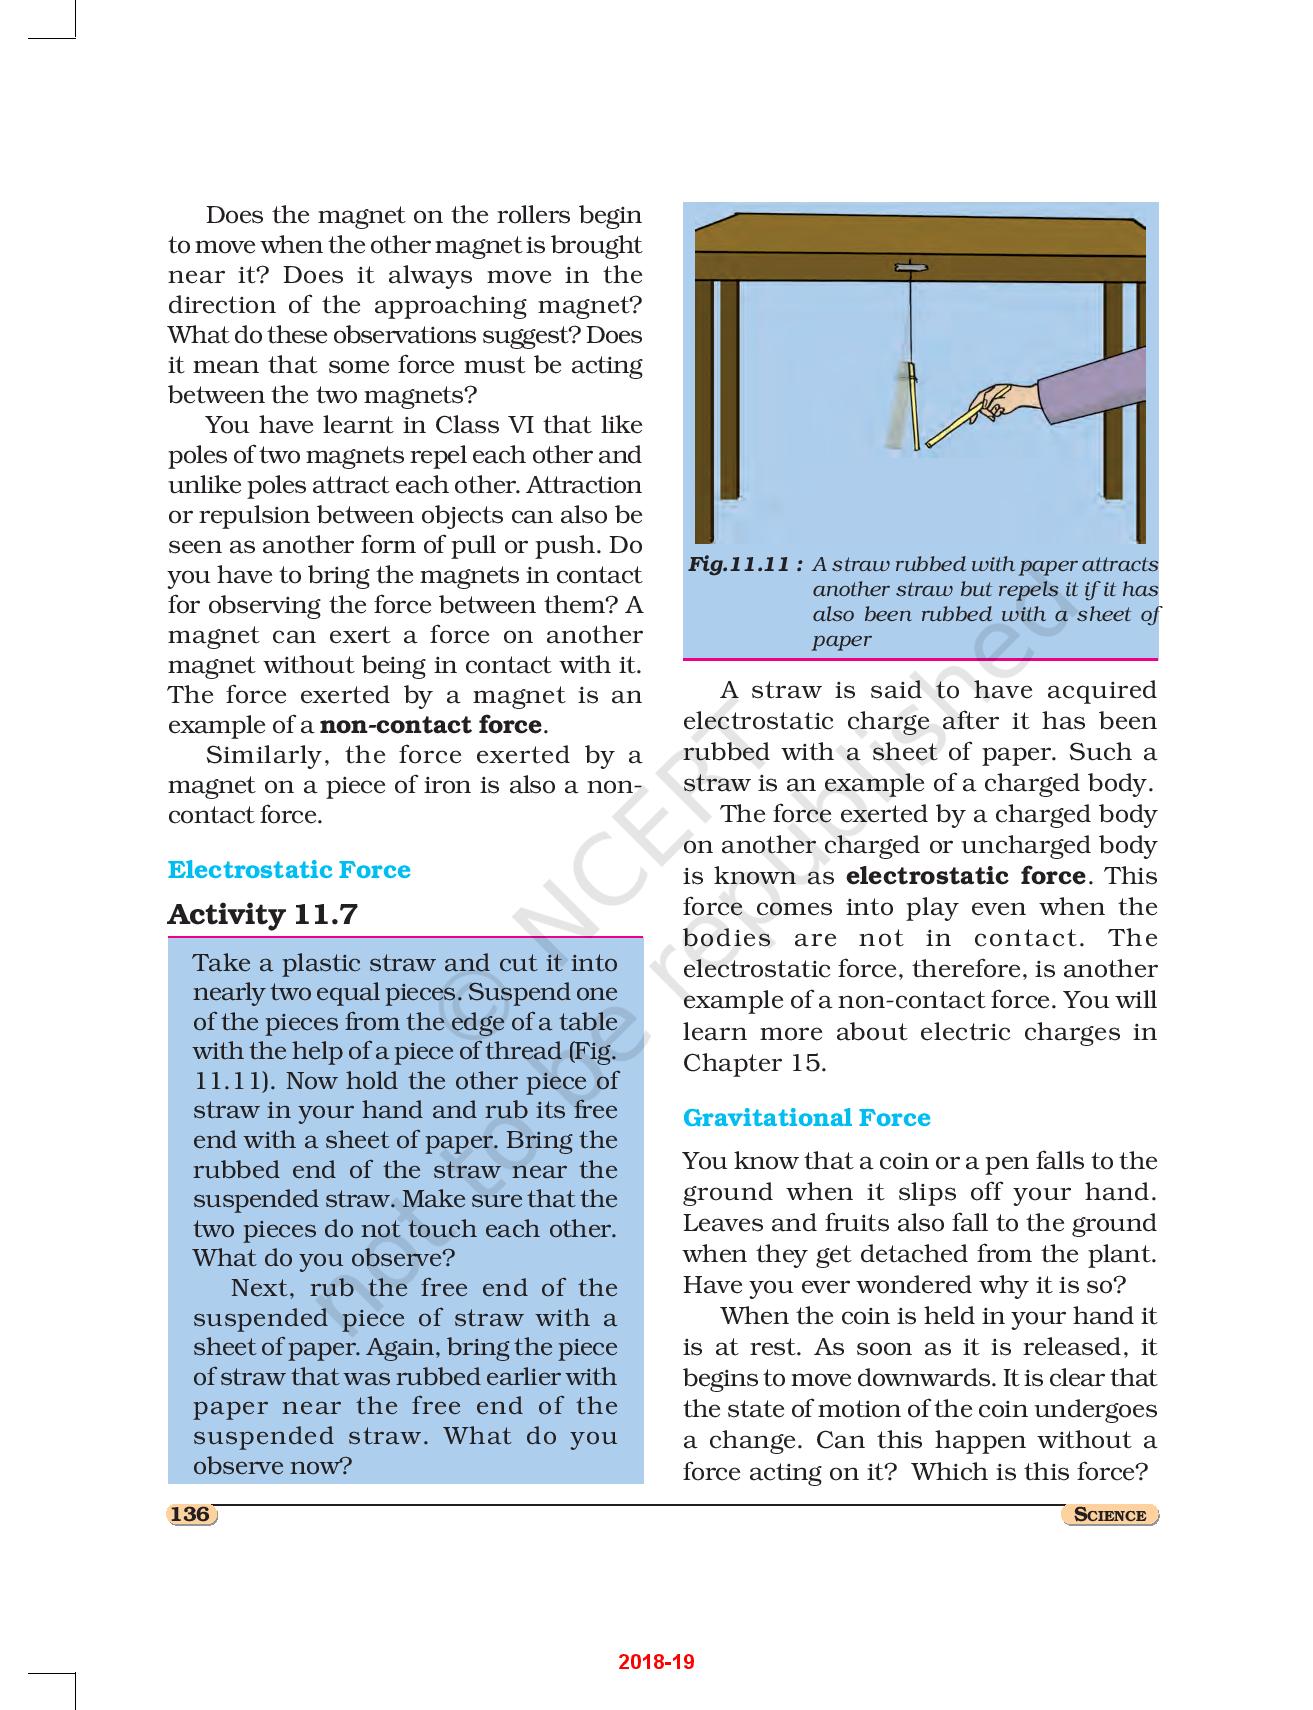 Does the magnet on the rollers begin
to move when the other magnet is brought
near it? Does it always move in the
direction of the approaching magnet?
What do these observations suggest? Does
it mean that some force must be acting
between the two magnets?
You have learnt in Class VI that like
poles of two magnets repel each other and
unlike poles attract each other. Attraction
or repulsion between objects can also be
seen as another form of pull or push. Do
you have to bring the magnets in contact
for observing the force between them? A
magnet can exert a force on another
magnet without being in contact with it.
The force exerted by a magnet is an
example of a non-contact force.
Similarly, the force exerted by a
magnet on a piece of iron is also a non-
contact force.
Electrostatic Force
Activity 11.7
Take a plastic straw and cut it into
nearly two equal pieces. Suspend one
of the pieces from the edge of a table
with the help of a piece of thread (Fig.
11.11). Now hold the other piece of
straw in your hand and rub its free
end with a sheet of paper. Bring the
rubbed end of the straw near the
suspended straw. Make sure that the
two pieces do not touch each other.
What do you observe?
Next, rub the free end of the
suspended piece of straw with a
sheet of paper. Again, bring the piece
of straw that was rubbed earlier with
paper near the free end of the
suspended straw. What do you
observe now?
Fig.11.11 : A straw rubbed with paper attracts
another straw but repels it if it has
also been rubbed with a sheet of
paper
A straw is said to have acquired
electrostatic charge after it has been
rubbed with a sheet of paper. Such a
straw is an example of a charged body.
The force exerted by a charged body
on another charged or uncharged body
is known as electrostatic force. This
force comes into play even when the
bodies are not in contact. The
electrostatic force, therefore, is another
example of a non-contact force. You will
learn more about electric charges in
Chapter 15.
Gravitational Force
You know that a coin or a pen falls to the
ground when it slips off your hand.
Leaves and fruits also fall to the ground
when they get detached from the plant.
Have you ever wondered why it is so?
When the coin is held in your hand it
is at rest. As soon as it is released, it
begins to move downwards. It is clear that
the state of motion of the coin undergoes
a change. Can this happen without a
force acting on it? Which is this force?
© NCERT
not to be republished
136
SCIENCE
2018-19